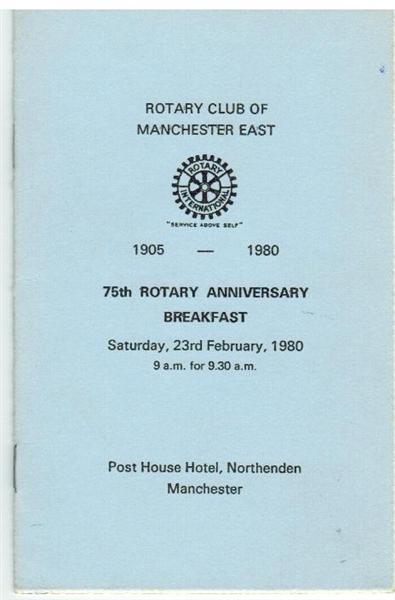 ROTARY CLUB OF
MANCHESTER EAST
ROTARY
INTERNATIONAL
"SERVICE ABOVE SELF"
1905 — 1980
75th ROTARY ANNIVERSARY
BREAKFAST
Saturday, 23rd February, 1980
9 a.m. for 9.30 a.m.
Post House Hotel, Northenden
Manchester